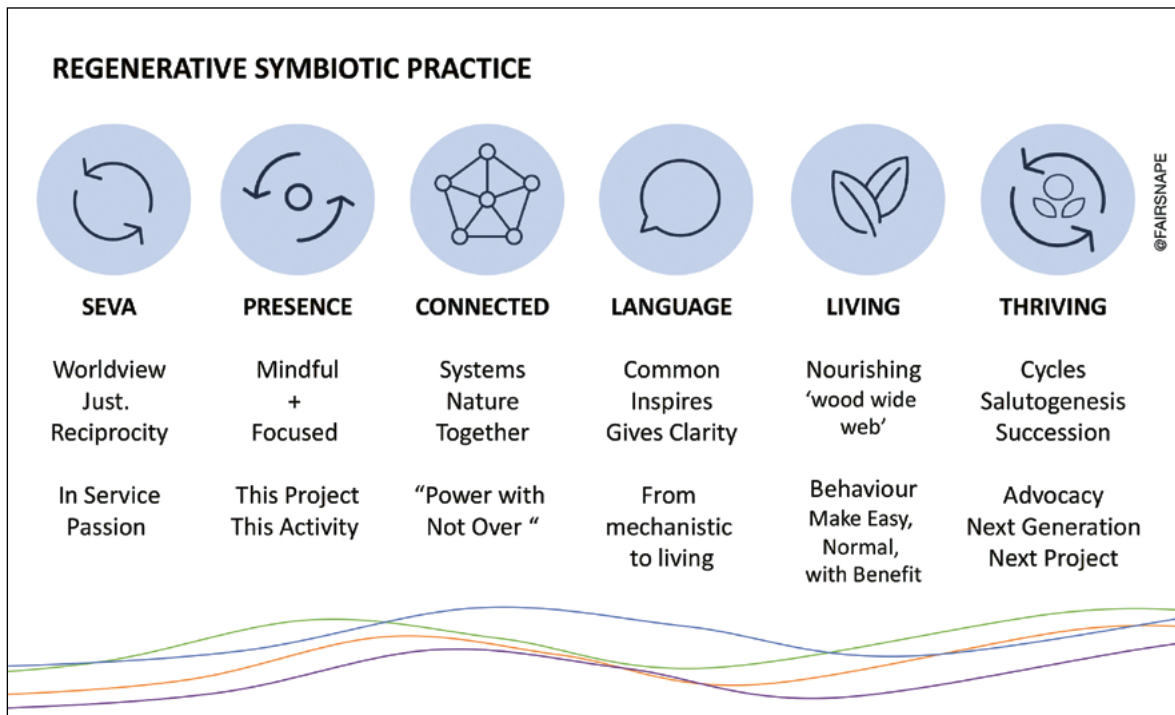 REGENERATIVE SYMBIOTIC PRACTICE
@FAIRSNAPE
SEVA
Worldview
Just.
Reciprocity
In Service
Passion
PRESENCE
Mindful
+
Focused
This Project
This Activity
CONNECTED
Systems
Nature
Together
“Power with
Not Over “
LANGUAGE
Common
Inspires
Gives Clarity
From
mechanistic
to living
LIVING
Nourishing
‘wood wide
web’
Behaviour
Make Easy,
Normal,
with Benefit
THRIVING
Cycles
Salutogenesis
Succession
Advocacy
Next Generation
Next Project